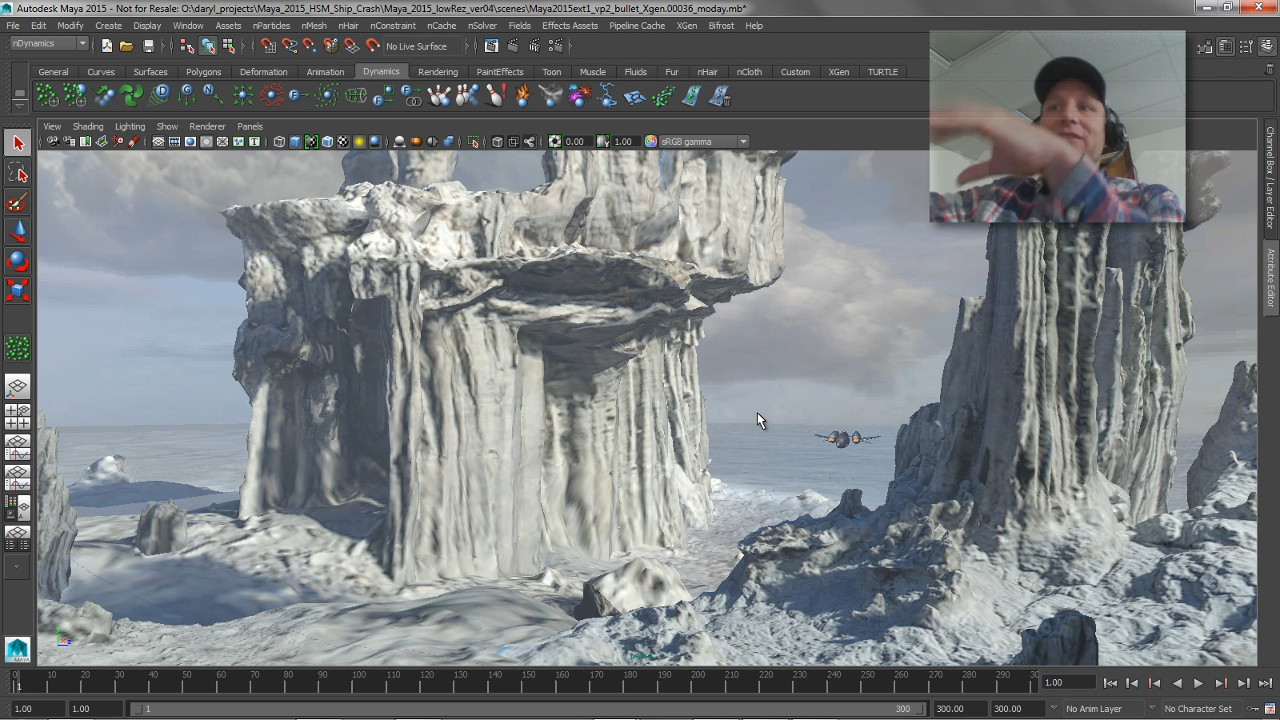 Autodesk Maya 2015 - Not for Resale: O:\daryl_projects\Maya_2015_HSM_Ship_Crash\Maya_2015_lowRez_ver04\scenes\Maya2015ext1_vp2_bullet_Xgen.00036_moday.mb*
File Edit Modify Create Display Window Assets nParticles nMesh nHair nConstraint nCache nSolver Fields Effects Assets Pipeline Cache XGen Bifrost Help
nDynamics No Live Surface
General Curves Surfaces Polygons Deformation Animation Dynamics Rendering PaintEffects Toon Muscle Fluids Fur nHair nCloth Custom XGen TURTLE
View Shading Lighting Show Renderer Panels
0.00 1.00 sRGB gamma
Channel Box / Layer Editor
Attribute Editor
0 10 20 30 40 50 60 70 80 90 100 110 120 130 140 150 160 170 180 190 200 210 220 230 240 250 260 270 280 290 30
1 1.00
1.00 1.00 1 300 300.00 300.00 No Anim Layer No Character Set